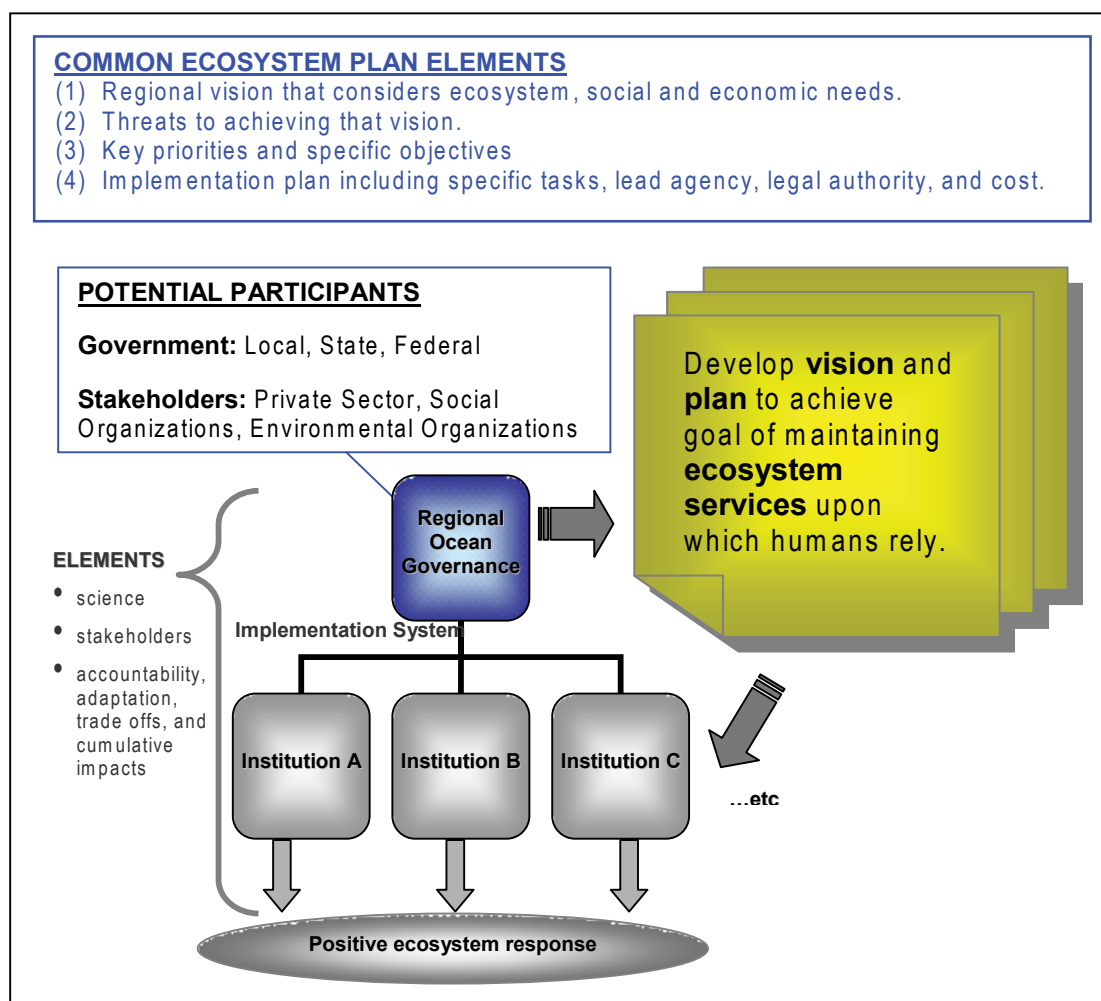 COMMON ECOSYSTEM PLAN ELEMENTS
(1) Regional vision that considers ecosystem, social and economic needs.
(2) Threats to achieving that vision.
(3) Key priorities and specific objectives
(4) Implementation plan including specific tasks, lead agency, legal authority, and cost.
POTENTIAL PARTICIPANTS
Government: Local, State, Federal
Stakeholders: Private Sector, Social
Organizations, Environmental Organizations
Develop vision and
plan to achieve
goal of maintaining
ecosystem
services upon
which humans rely.
Regional
Ocean
Governance
ELEMENTS
• science
• stakeholders
• accountability,
adaptation,
trade offs, and
cumulative
impacts
Implementation System
Institution A
Institution B
Institution C
...etc
Positive ecosystem response